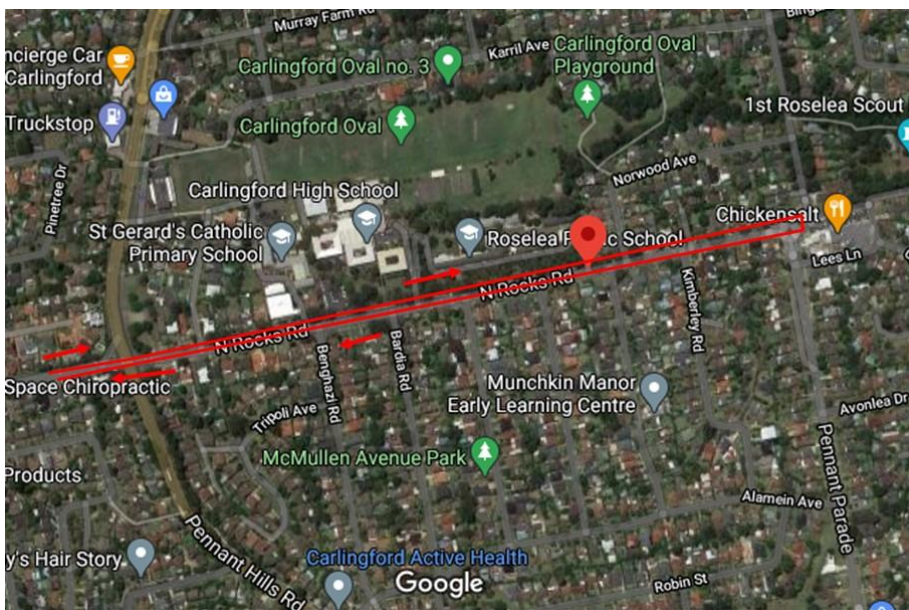 Murray Farm Rd
Bing
ncierge Car
Carlingford
Karril Ave
Carlingford Oval no. 3
Carlingford Oval
Playground
Truckstop
Carlingford Oval
1st Roselea Scout
Pinetree Dr
Norwood Ave
Carlingford High School
St Gerard's Catholic
Primary School
Chickensalt
Roselea P ic School
Lees Ln
N Rocks Rd
N Rocks Rd
Kimberley Rd
Space Chiropractic
Benghazi Rd
Bardia Rd
Munchkin Manor
Early Learning Centre
Tripoli Ave
Avonlea Dr
McMullen Avenue Park
Products
Pennant Parade
Alamein Ave
Pennant Hills Rd
y's Hair Story
Carlingford Active Health
Google
Robin St